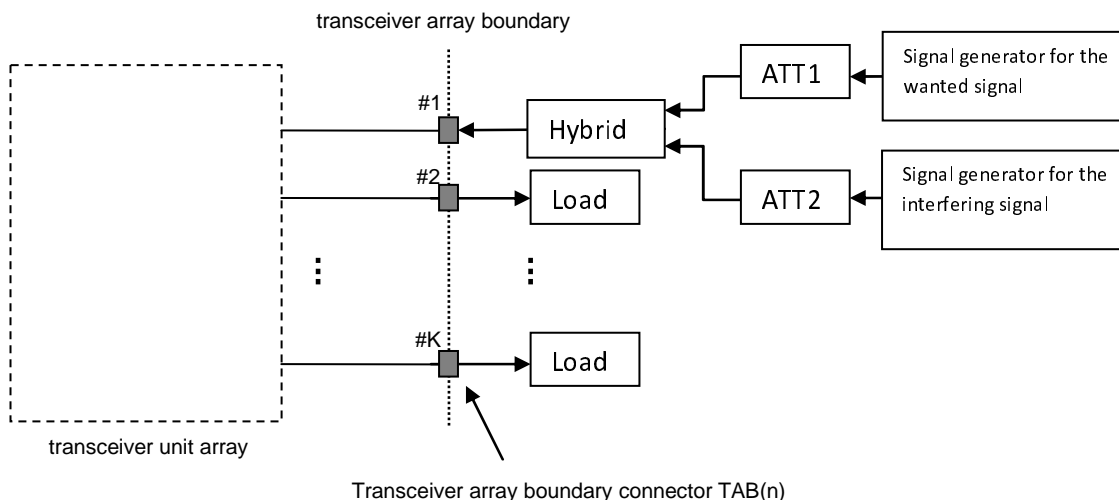 transceiver array boundary
#1
Hybrid
ATT1
Signal generator for the
wanted signal
#2
Load
ATT2
Signal generator for the
interfering signal
#K
Load
transceiver unit array
Transceiver array boundary connector TAB(n)